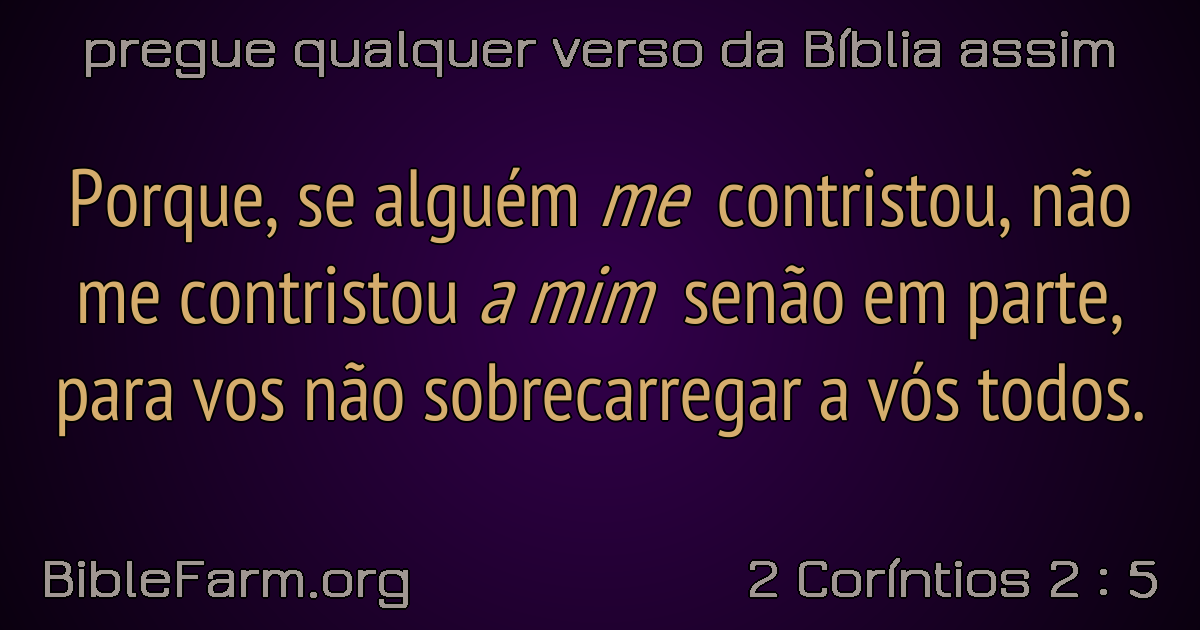 pregue qualquer verso da Bíblia assim
Porque, se alguém me contristou, não
me contristou a mim senão em parte,
para vos não sobrecarregar a vós todos.
BibleFarm.org
2 Coríntios 2 : 5